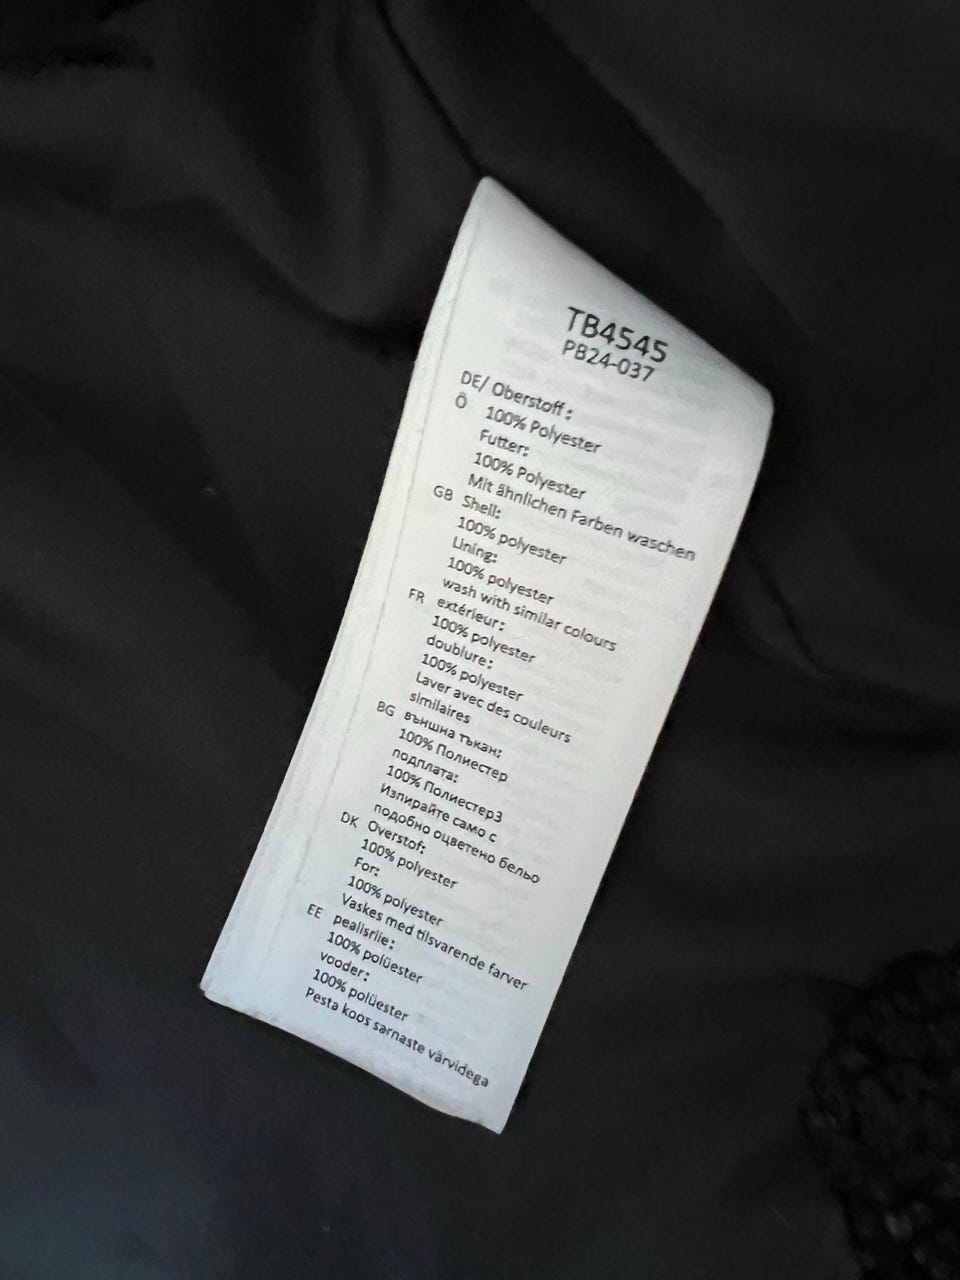 TB4545
PB24-037
DE/ Oberstoff :
Ö 100% Polyester
Futter:
100% Polyester
Mit ähnlichen Farben waschen
GB Shell:
100% polyester
Lining:
100% polyester
wash with similar colours
FR extérieur :
100% polyester
doublure :
100% polyester
Laver avec des couleurs
similaires
BG външна тъкан:
100% Полиестер
подплата:
100% Полиестер3
Изпирайте само с
подобно оцветено бельо
DK Overstof:
100% polyester
For:
100% polyester
Vaskes med tilsvarende farver
EE pealisriie:
100% polüester
vooder:
100% polüester
Pesta koos sarnaste värvidega